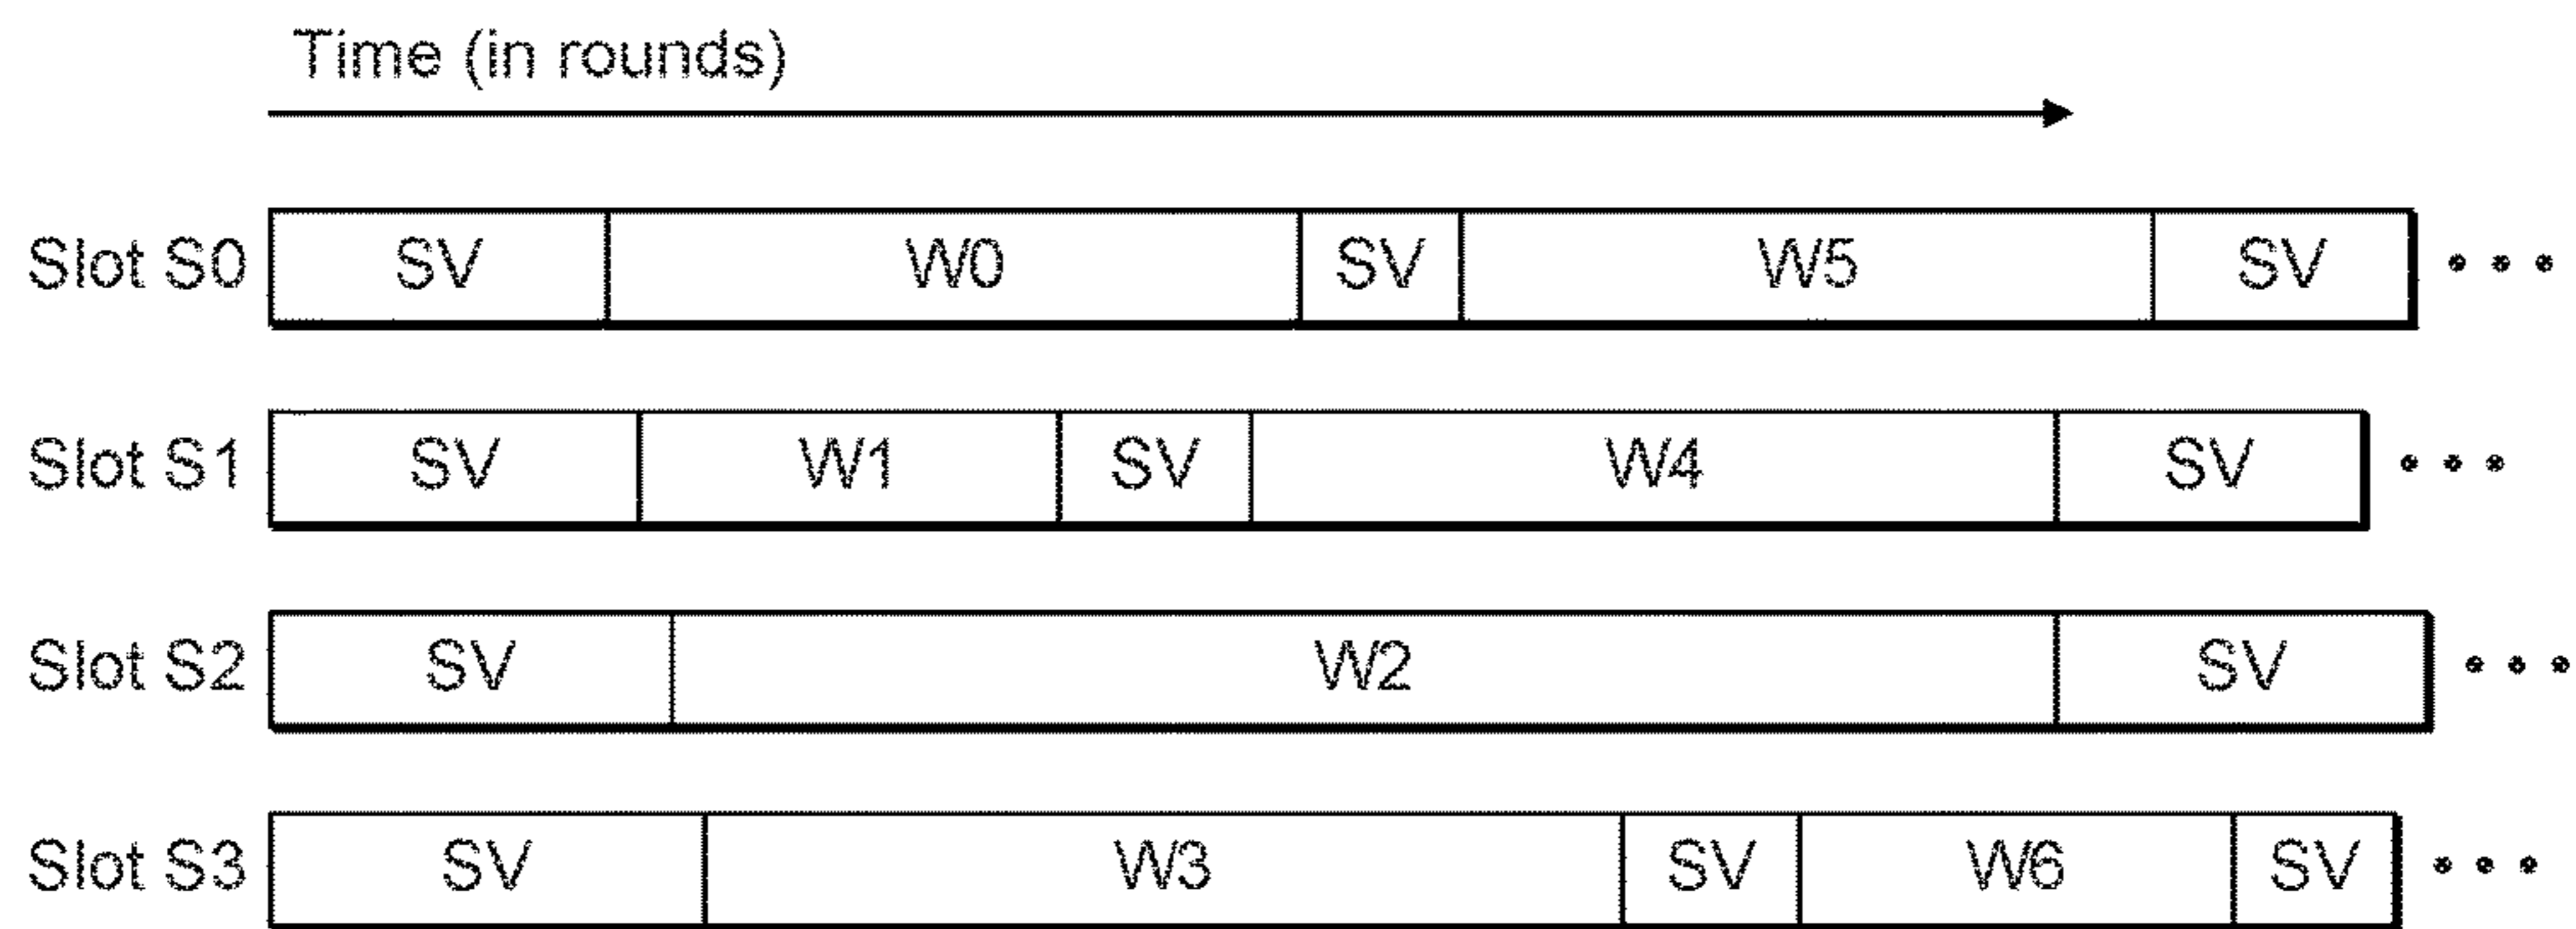 Time (in rounds)
Slot S0 SV W0 SV W5 SV • • •
Slot S1 SV W1 SV W4 SV • • •
Slot S2 SV W2 SV • • •
Slot S3 SV W3 SV W6 SV • • •